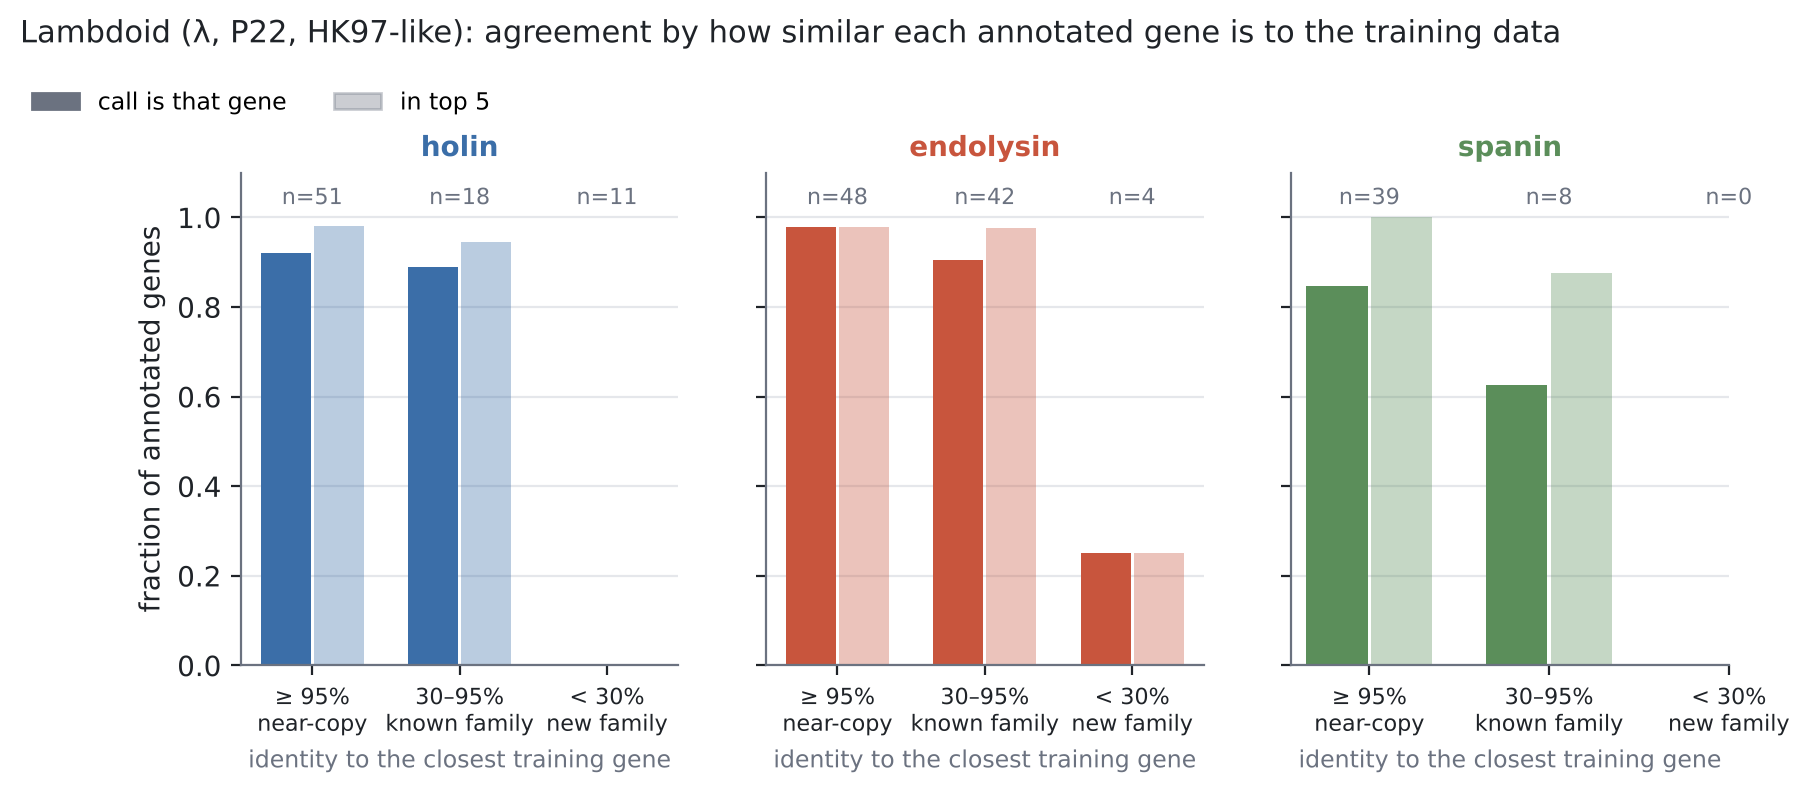 Lambdoid (λ, P22, HK97-like): agreement by how similar each annotated gene is to the training data
call is that gene
in top 5
holin
endolysin
spanin
n=51
n=18
n=11
n=48
n=42
n=4
n=39
n=8
n=0
fraction of annotated genes
1.0
0.8
0.6
0.4
0.2
0.0
≥ 95%
near-copy
30–95%
known family
< 30%
new family
identity to the closest training gene
≥ 95%
near-copy
30–95%
known family
< 30%
new family
identity to the closest training gene
≥ 95%
near-copy
30–95%
known family
< 30%
new family
identity to the closest training gene